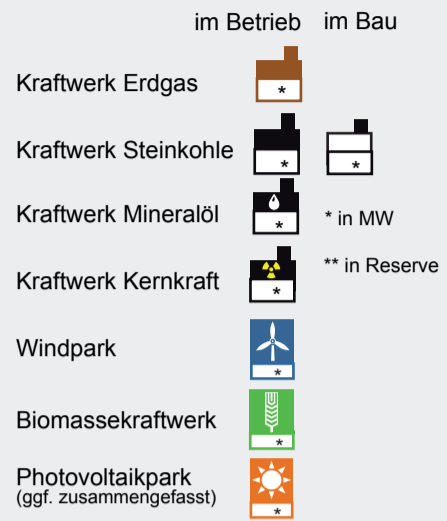 im Betrieb im Bau
Kraftwerk Erdgas *
Kraftwerk Steinkohle *  *
Kraftwerk Mineralöl * * in MW
** in Reserve
Kraftwerk Kernkraft *
Windpark *
Biomassekraftwerk *
Photovoltaikpark
(ggf. zusammengefasst) *